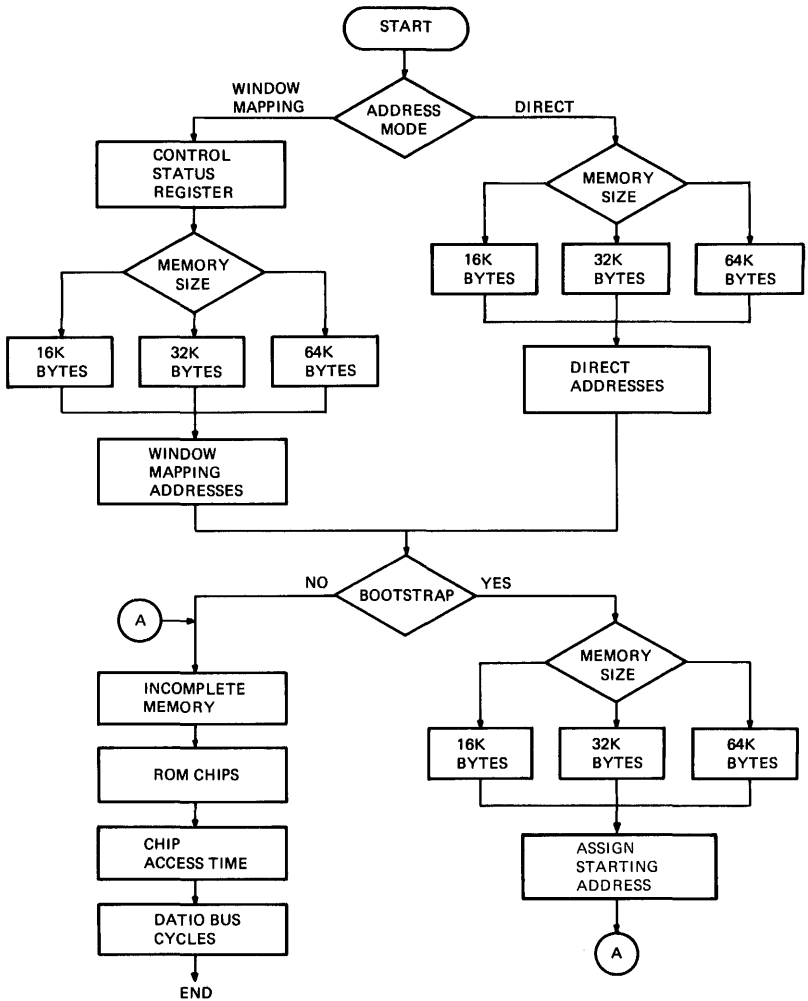 START
WINDOW
MAPPING
ADDRESS
MODE
DIRECT
CONTROL
STATUS
REGISTER
MEMORY
SIZE
MEMORY
SIZE
16K
BYTES
32K
BYTES
64K
BYTES
16K
BYTES
32K
BYTES
64K
BYTES
DIRECT
ADDRESSES
WINDOW
MAPPING
ADDRESSES
NO
BOOTSTRAP
YES
A
MEMORY
SIZE
INCOMPLETE
MEMORY
16K
BYTES
32K
BYTES
64K
BYTES
ROM CHIPS
CHIP
ACCESS TIME
ASSIGN
STARTING
ADDRESS
DATIO BUS
CYCLES
A
END